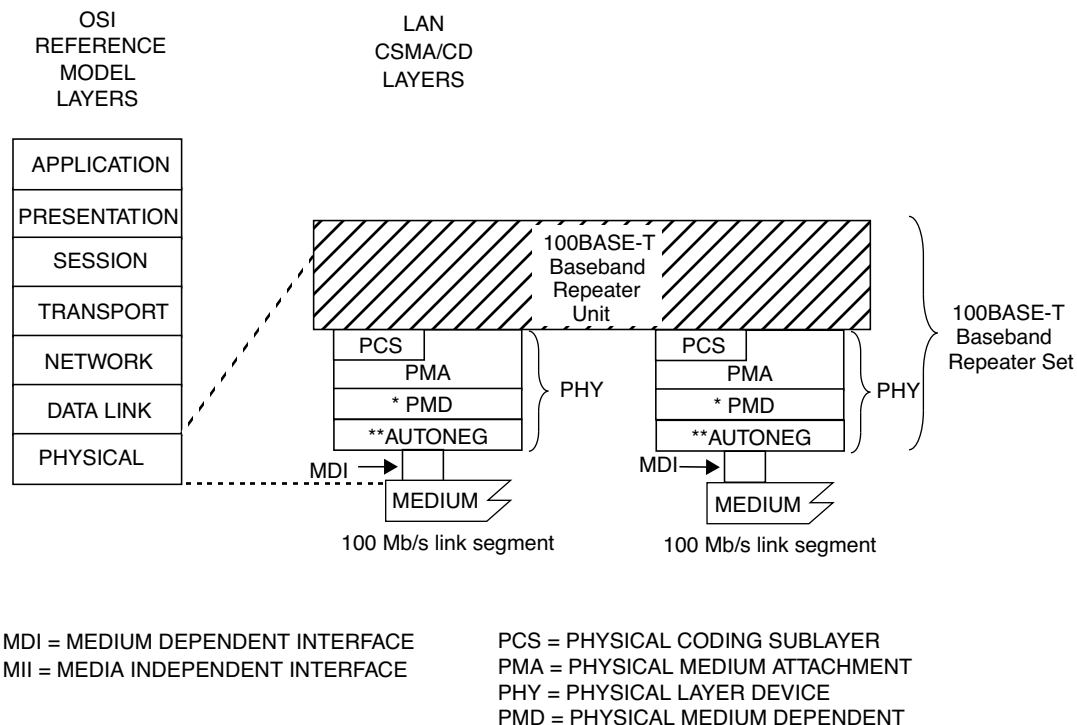 OSI
REFERENCE
MODEL
LAYERS
LAN
CSMA/CD
LAYERS
APPLICATION
PRESENTATION
SESSION
TRANSPORT
NETWORK
DATA LINK
PHYSICAL
100BASE-T
Baseband
Repeater
Unit
PCS
PMA
* PMD
**AUTONEG
PHY
MDI
MEDIUM
100 Mb/s link segment
PCS
PMA
* PMD
**AUTONEG
PHY
MDI
MEDIUM
100 Mb/s link segment
100BASE-T
Baseband
Repeater Set
MDI = MEDIUM DEPENDENT INTERFACE
MII = MEDIA INDEPENDENT INTERFACE
PCS = PHYSICAL CODING SUBLAYER
PMA = PHYSICAL MEDIUM ATTACHMENT
PHY = PHYSICAL LAYER DEVICE
PMD = PHYSICAL MEDIUM DEPENDENT